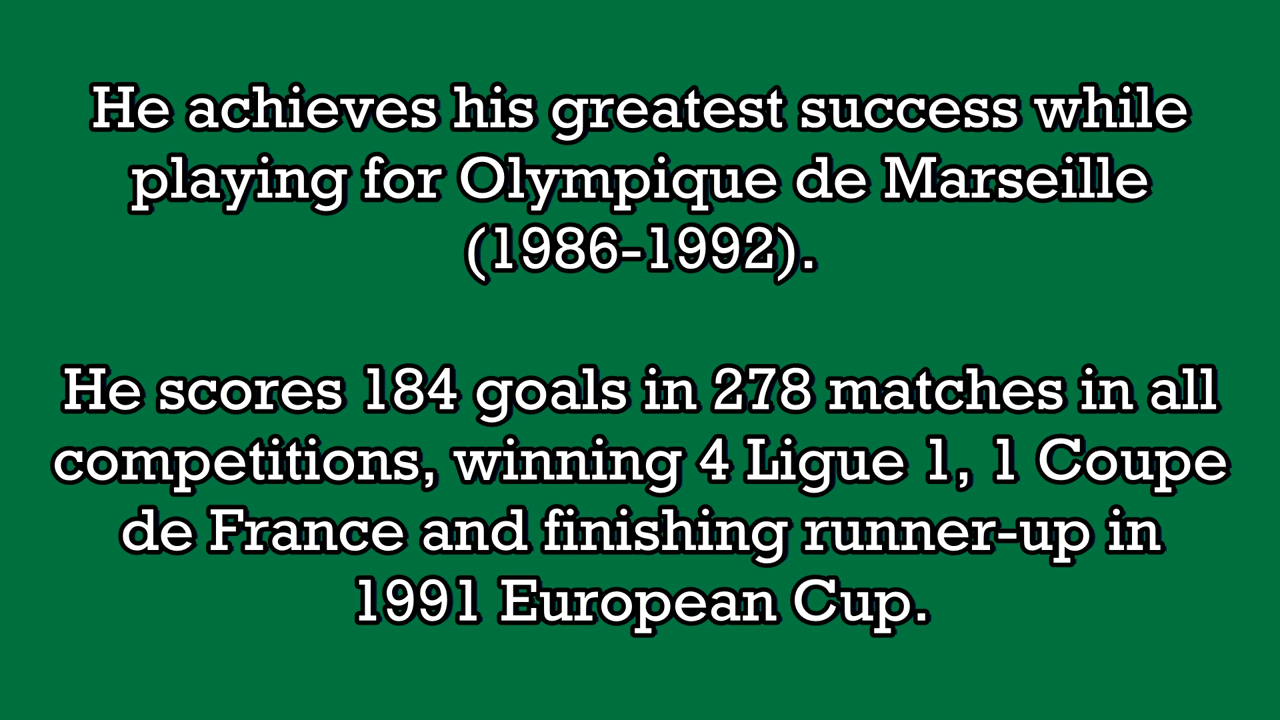 He achieves his greatest success while
playing for Olympique de Marseille
(1986-1992).
He scores 184 goals in 278 matches in all
competitions, winning 4 Ligue 1, 1 Coupe
de France and finishing runner-up in
1991 European Cup.